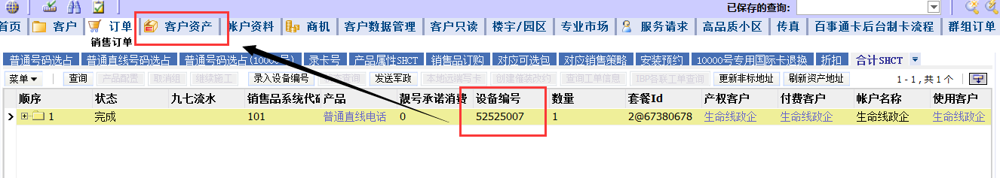 已保存的查询:
首页 客户 订单 客户资产 帐户资料 商机 客户数据管理 客户只读 楼宇/园区 专业市场 服务请求 高品质小区 传真 百事通卡后台制卡流程 群组订单
销售订单
普通号码选占 普通直线号码选占 普通号码选占(10000号) 录卡号 产品属性SHCT 销售品订购 对应可选包 对应销售策略 安装预约 10000号专用国际卡退换 折扣 合计SHCT
菜单 查询 产品配置 取消组 继续施工 录入设备编号 查询 发送军政 本地远端写卡 创建催装改约 查询工单信息 IBP各联工单查询 更新非标地址 刷新资产地址 1 - 1 , 共 1 个
顺序 状态 九七流水 销售品系统代 产品 靓号承诺消费 设备编号 数量 套餐Id 产权客户 付费客户 帐户名称 使用客户
1 完成 101 普通直线电话 0 52525007 1 2@67380678 生命线政企 生命线政企 生命线政企 生命线政企